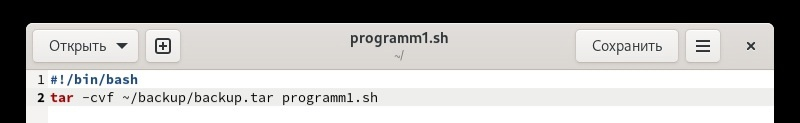 Открыть
programm1.sh
~/
Сохранить
1 #!/bin/bash
2 tar -cvf ~/backup/backup.tar programm1.sh